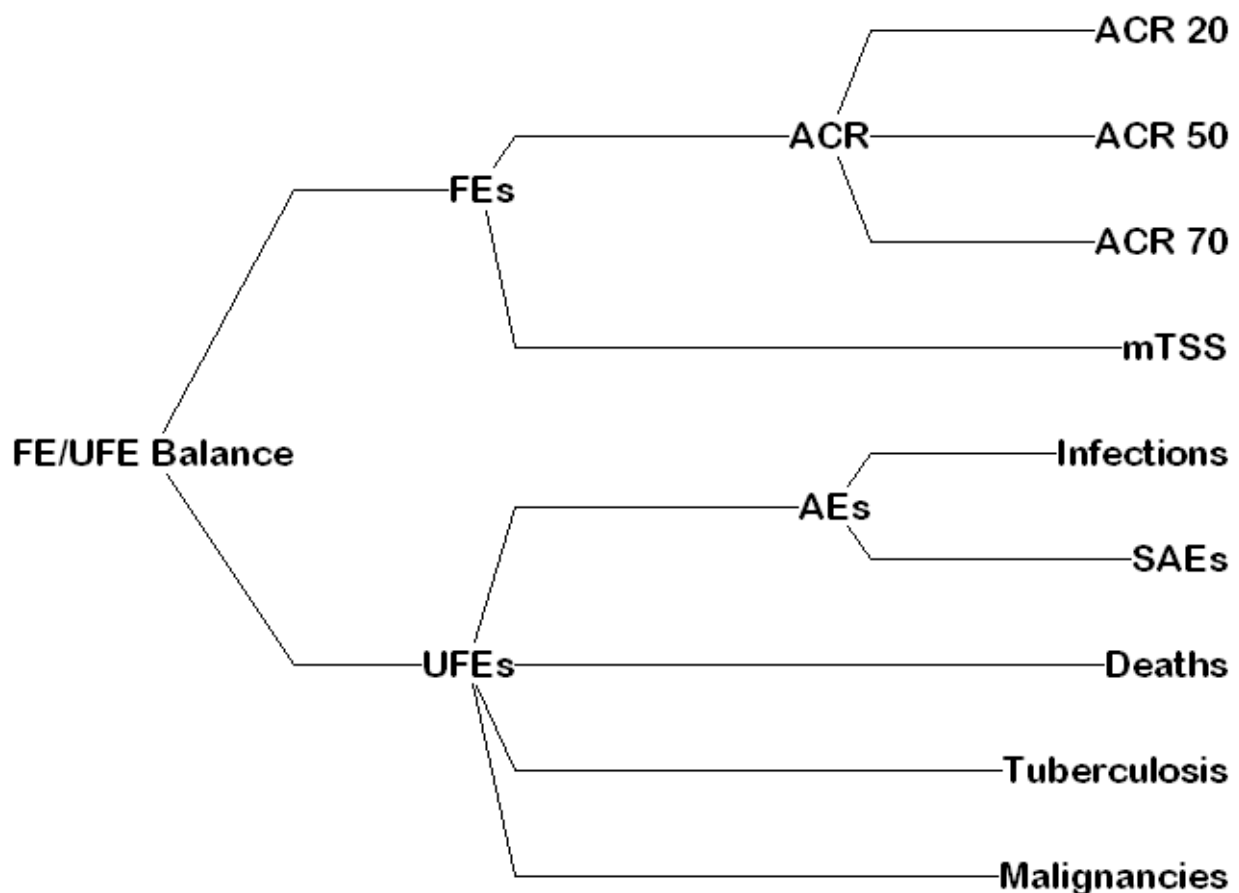 ACR 20
ACR
ACR 50
FEs
ACR 70
mTSS
FE/UFE Balance
Infections
AEs
SAEs
UFEs
Deaths
Tuberculosis
Malignancies